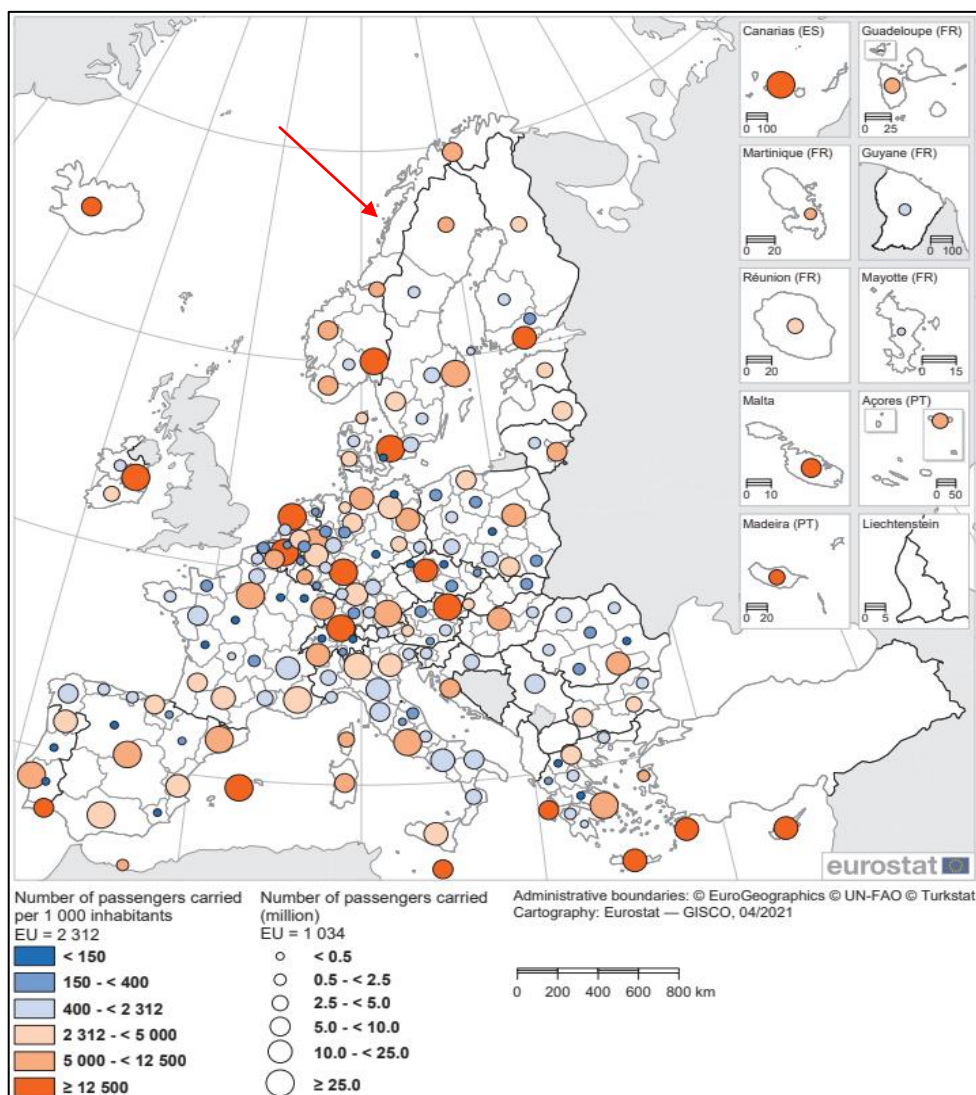 Canarias (ES)
0 100
Guadeloupe (FR)
0 25
Martinique (FR)
0 20
Guyane (FR)
0 100
Réunion (FR)
0 20
Mayotte (FR)
0 15
Malta
0 10
Açores (PT)
0 50
Madeira (PT)
0 20
Liechtenstein
0 5
eurostat
Number of passengers carried
per 1 000 inhabitants
EU = 2 312
< 150
150 - < 400
400 - < 2 312
2 312 - < 5 000
5 000 - < 12 500
≥ 12 500
Number of passengers carried
(million)
EU = 1 034
< 0.5
0.5 - < 2.5
2.5 - < 5.0
5.0 - < 10.0
10.0 - < 25.0
≥ 25.0
Administrative boundaries: © EuroGeographics © UN-FAO © Turkstat
Cartography: Eurostat — GISCO, 04/2021
0 200 400 600 800 km